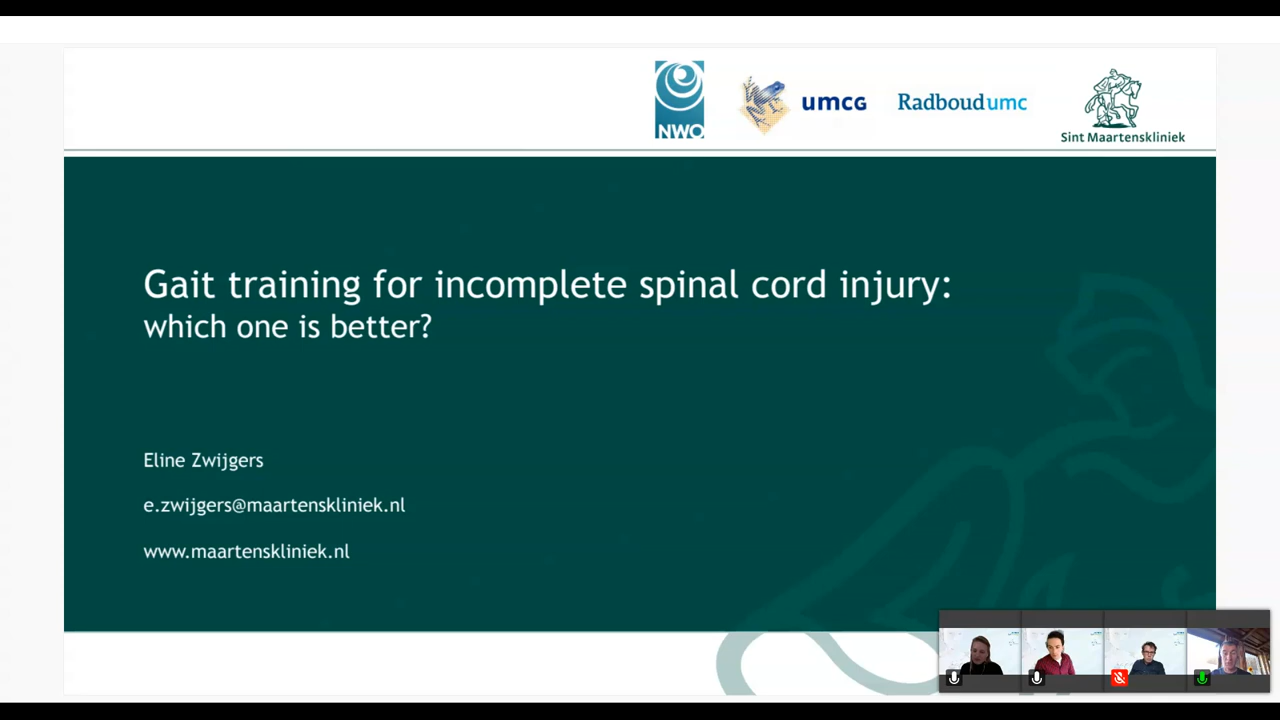 NWO
umcg
Radboudumc
Sint Maartenskliniek
Gait training for incomplete spinal cord injury:
which one is better?
Eline Zwijgers
e.zwijgers@maartenskliniek.nl
www.maartenskliniek.nl